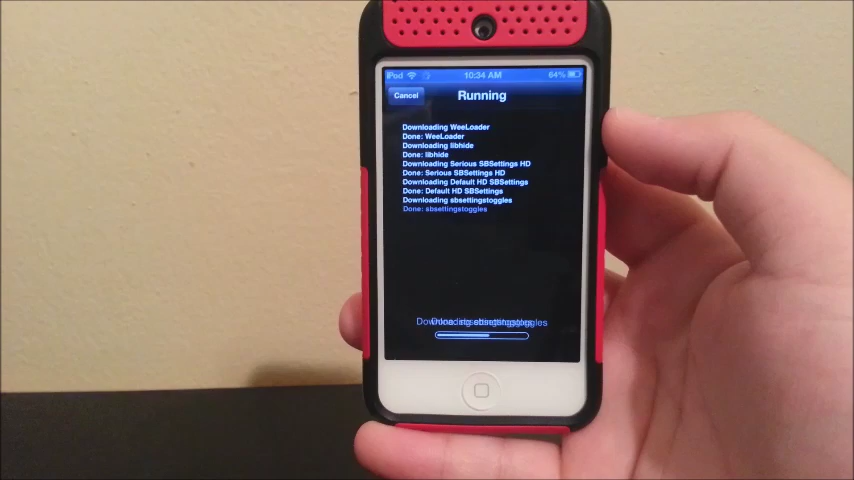 iPod 10:34 AM 64%
Cancel Running
Downloading WeeLoader
Done: WeeLoader
Downloading libhide
Done: libhide
Downloading Serious SBSettings HD
Done: Serious SBSettings HD
Downloading Default HD SBSettings
Done: Default HD SBSettings
Downloading sbsettingstoggles
Done: sbsettingstoggles